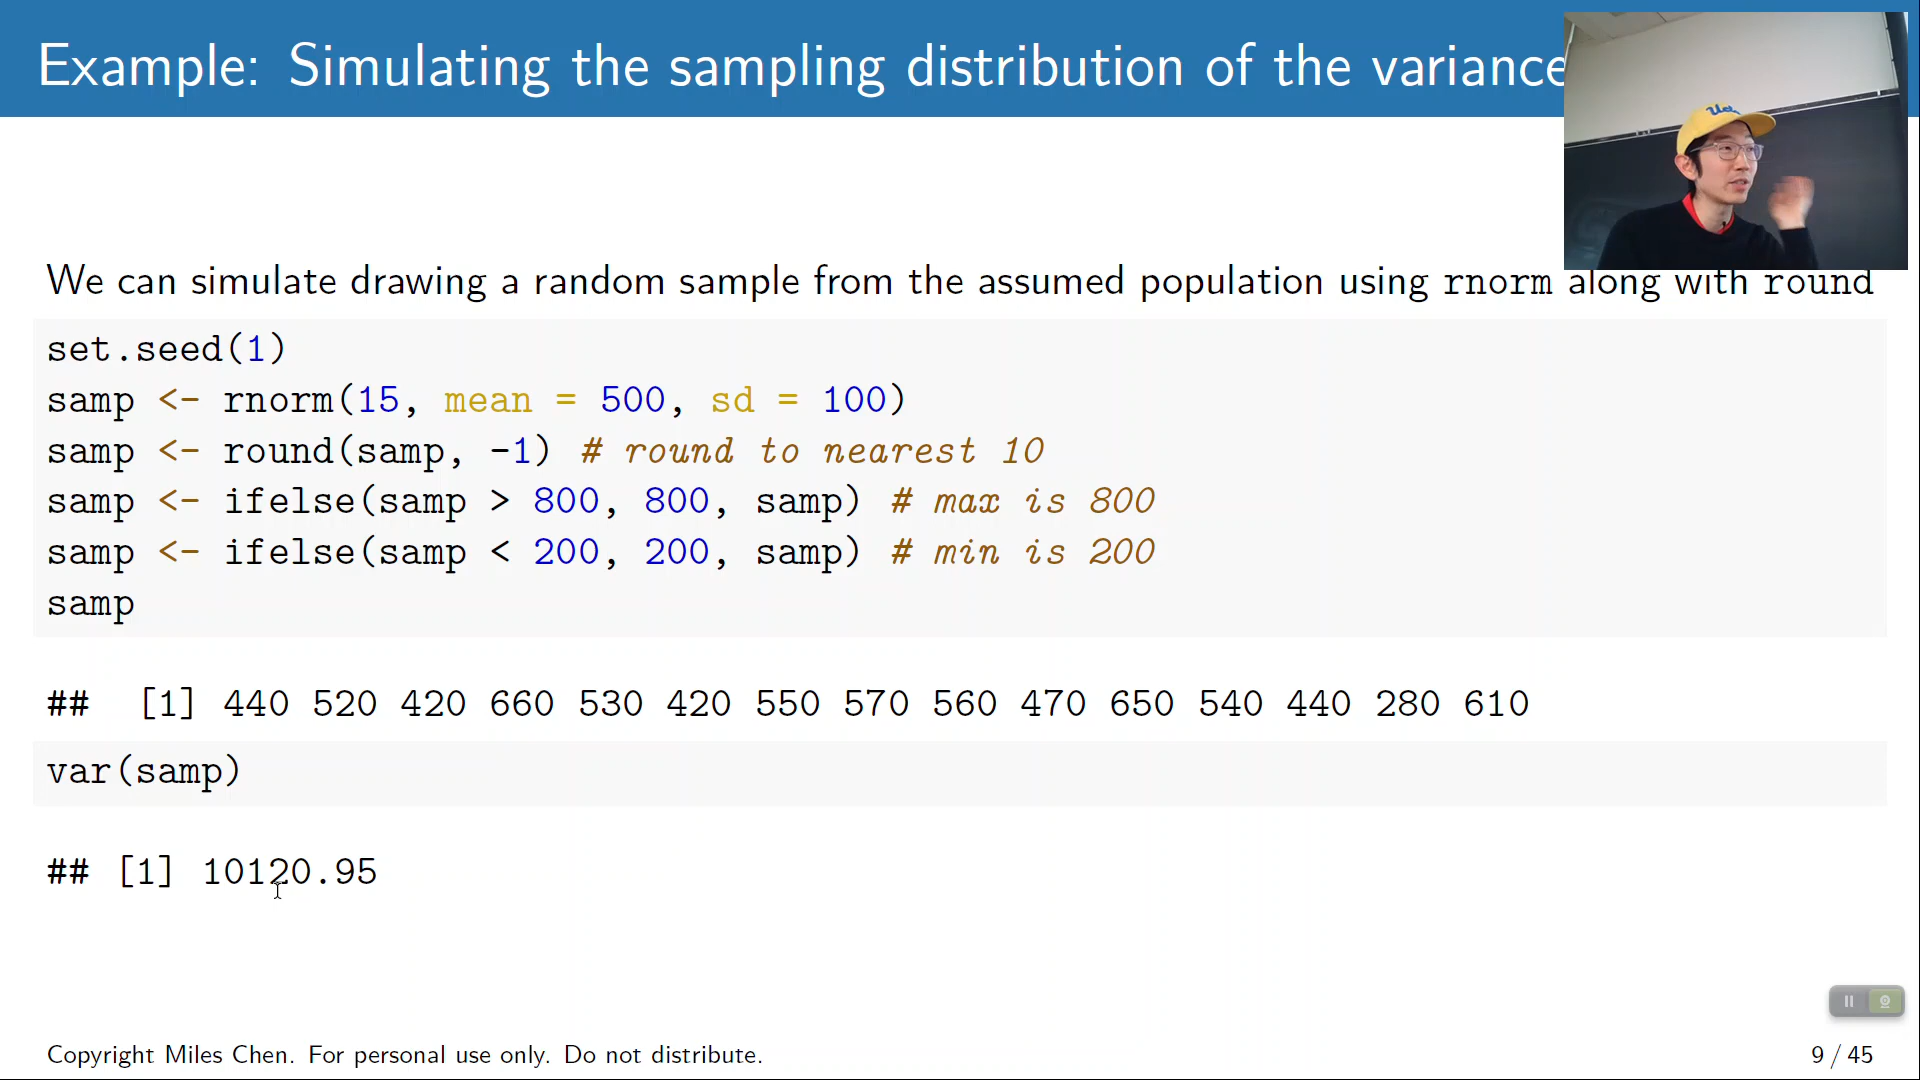 Example: Simulating the sampling distribution of the variance
We can simulate drawing a random sample from the assumed population using rnorm along with round
set.seed(1)
samp <- rnorm(15, mean = 500, sd = 100)
samp <- round(samp, -1) # round to nearest 10
samp <- ifelse(samp > 800, 800, samp) # max is 800
samp <- ifelse(samp < 200, 200, samp) # min is 200
samp
##  [1] 440 520 420 660 530 420 550 570 560 470 650 540 440 280 610
var(samp)
## [1] 10120.95
Copyright Miles Chen. For personal use only. Do not distribute.
9 / 45